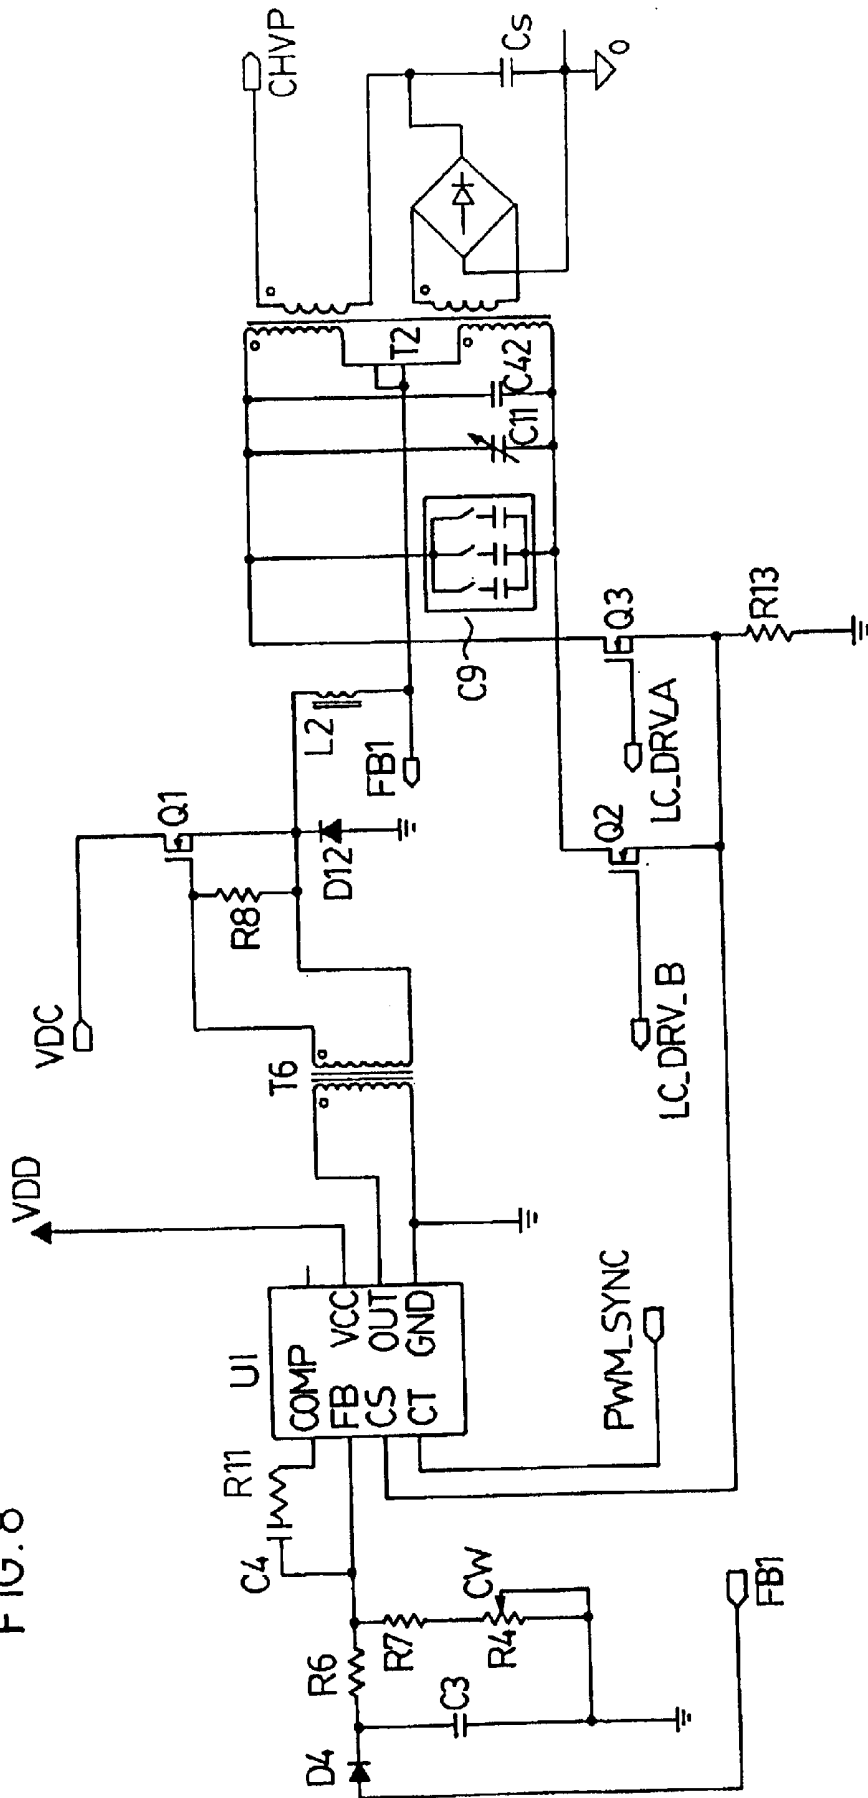 FIG. 8
VDD
VDC
Q1
CHVP
T6
R8
D12
L2
FB1
T2
Cs
0
C42
C11
C9
U1
COMP
FB
VCC
CS
OUT
CT
GND
R11
C4
D4
R6
R7
CW
R4
C3
FB1
PWM_SYNC
LC_DRV_B
Q2
LC_DRV_A
Q3
R13